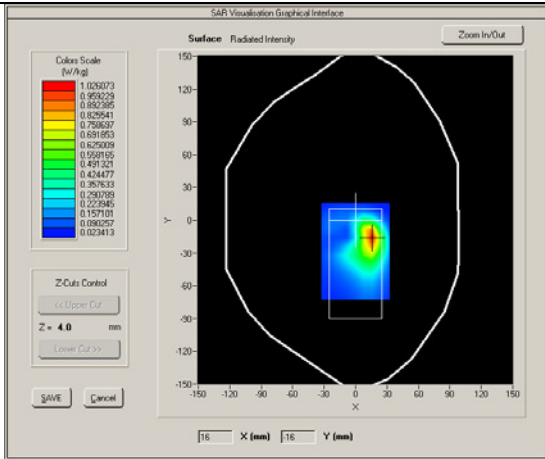 SAR Visualisation Graphical Interface
Surface Radiated Intensity
Zoom In/Out
Colors Scale
(W/kg)
1.026073
0.959229
0.892385
0.825541
0.758697
0.691853
0.625009
0.558165
0.491321
0.424477
0.357633
0.290789
0.223945
0.157101
0.090257
0.023413
Z-Cuts Control
<< Upper Cut
Z = 4.0 mm
Lower Cut >>
SAVE Cancel
150
90
60
30
0
-30
-60
-90
-120
-150
Y
-150 -120 -90 -60 -30 0 30 60 90 120 150
X
16 X (mm) -16 Y (mm)